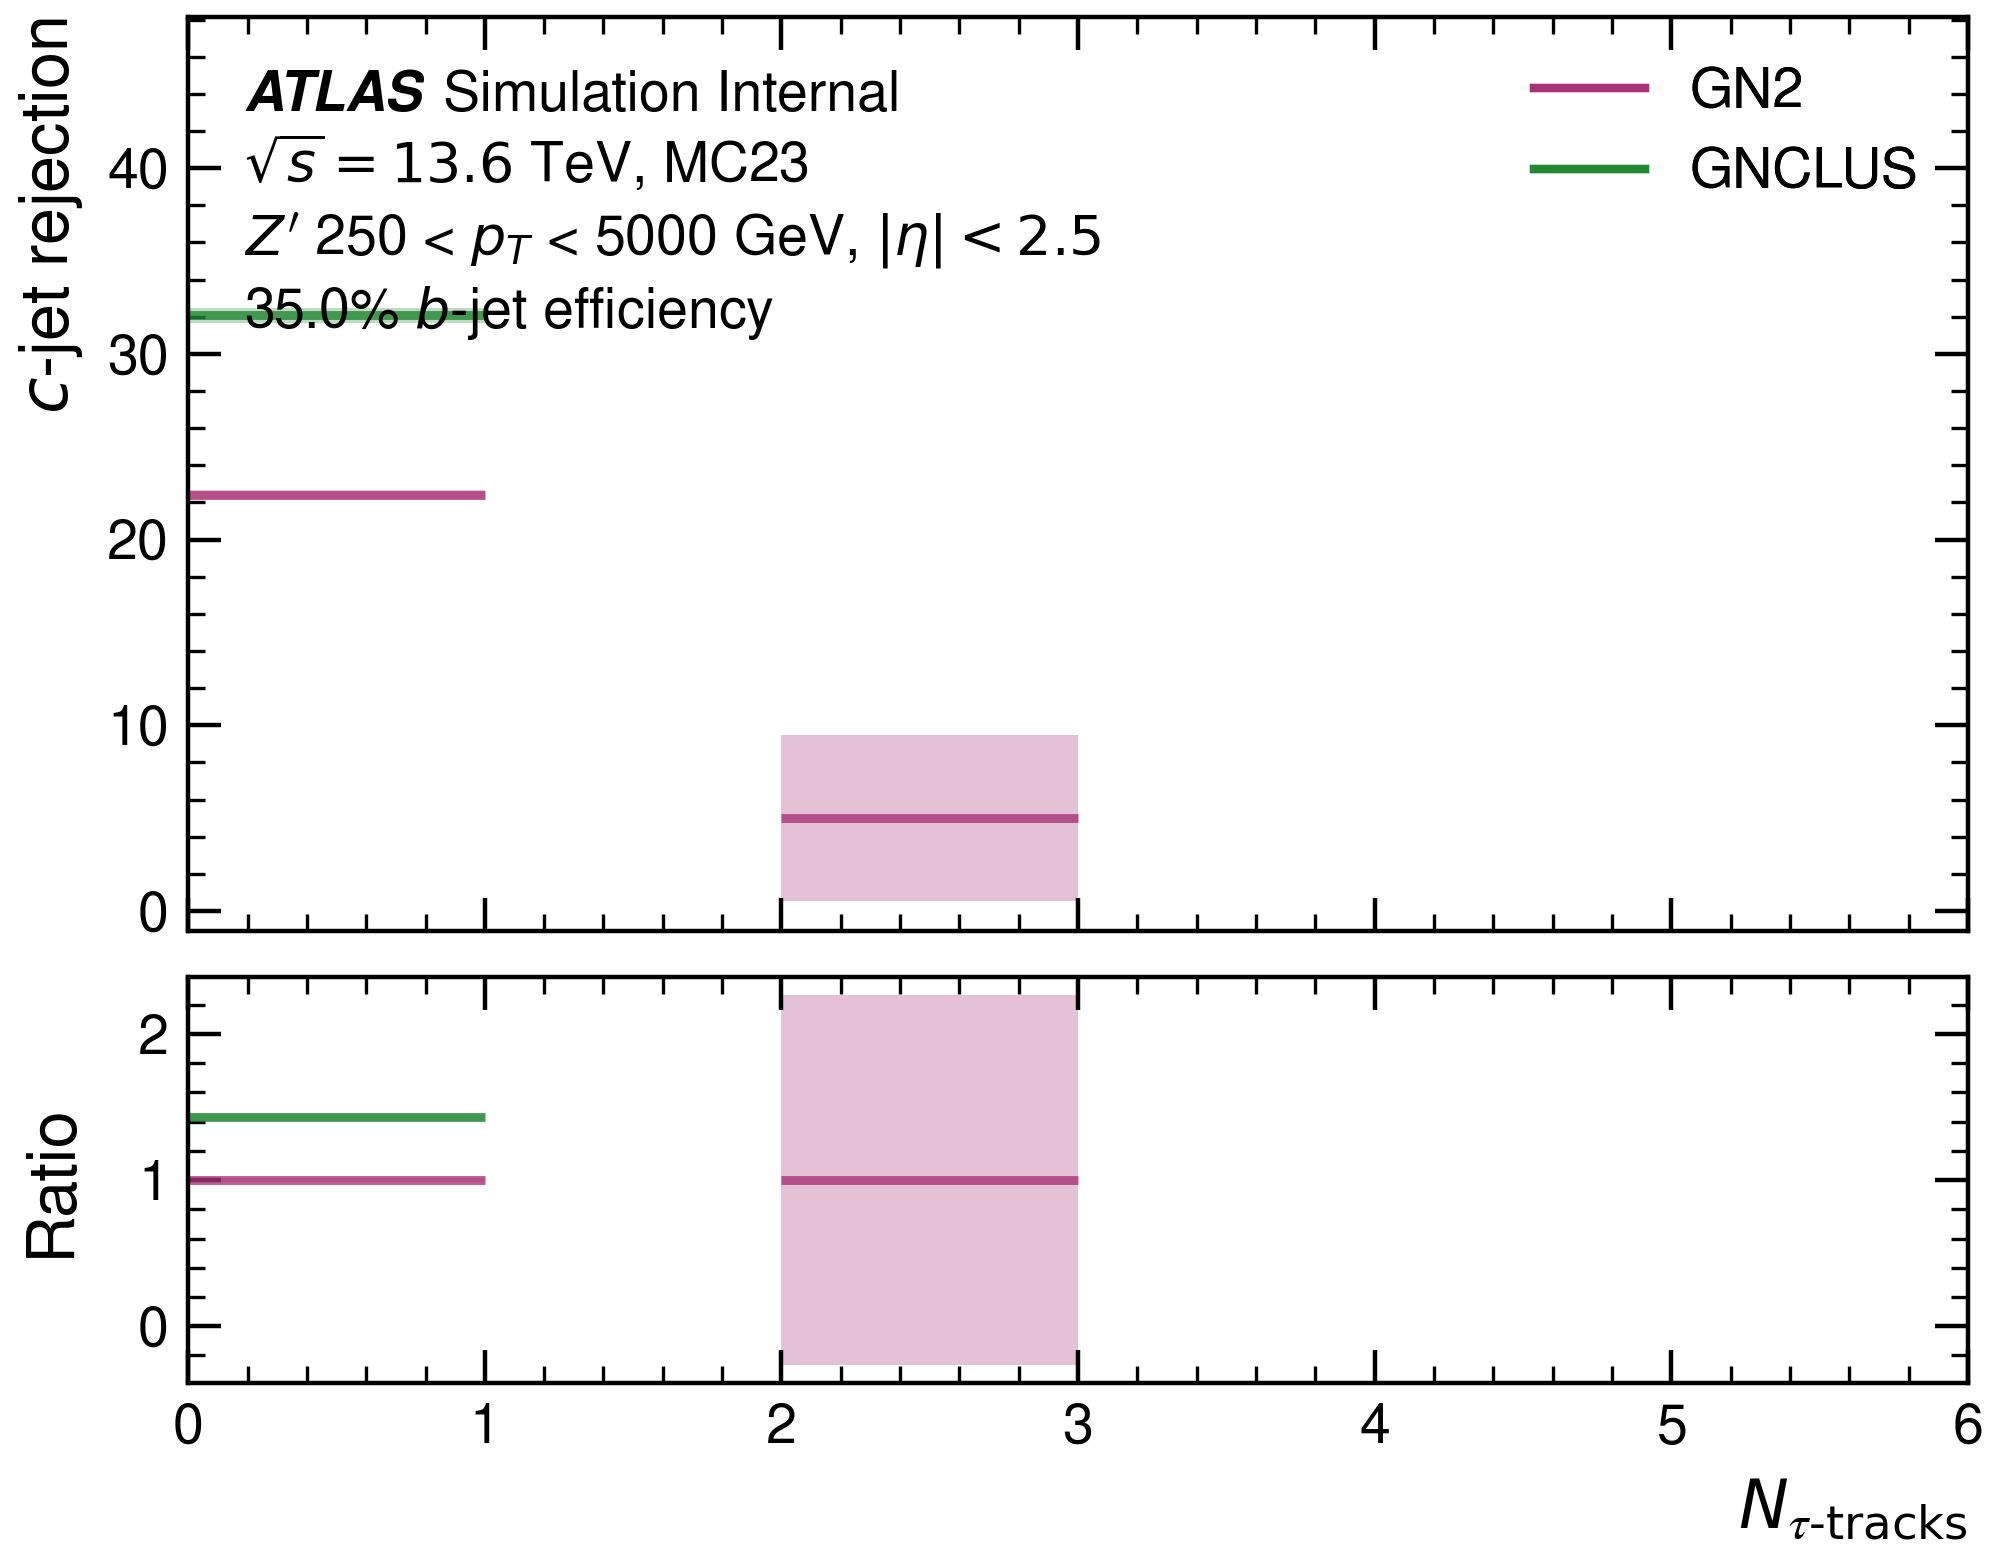 c-jet rejection
ATLAS Simulation Internal
√s = 13.6 TeV, MC23
Z′ 250 < p_T < 5000 GeV, |η| < 2.5
35.0% b-jet efficiency
GN2
GNCLUS
40
30
20
10
0
Ratio
2
1
0
0 1 2 3 4 5 6
N_τ-tracks